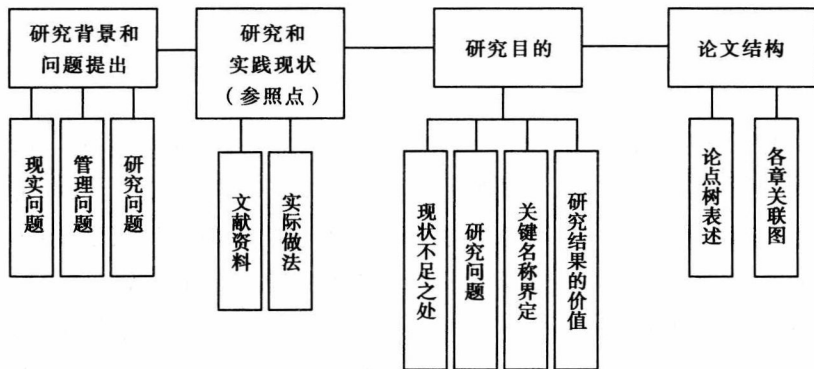 研究背景和
问题提出
研究和
实践现状
（参照点）
研究目的
论文结构
现实问题
管理问题
研究问题
文献资料
实际做法
现状不足之处
研究问题
关键名称界定
研究结果的价值
论点树表述
各章关联图